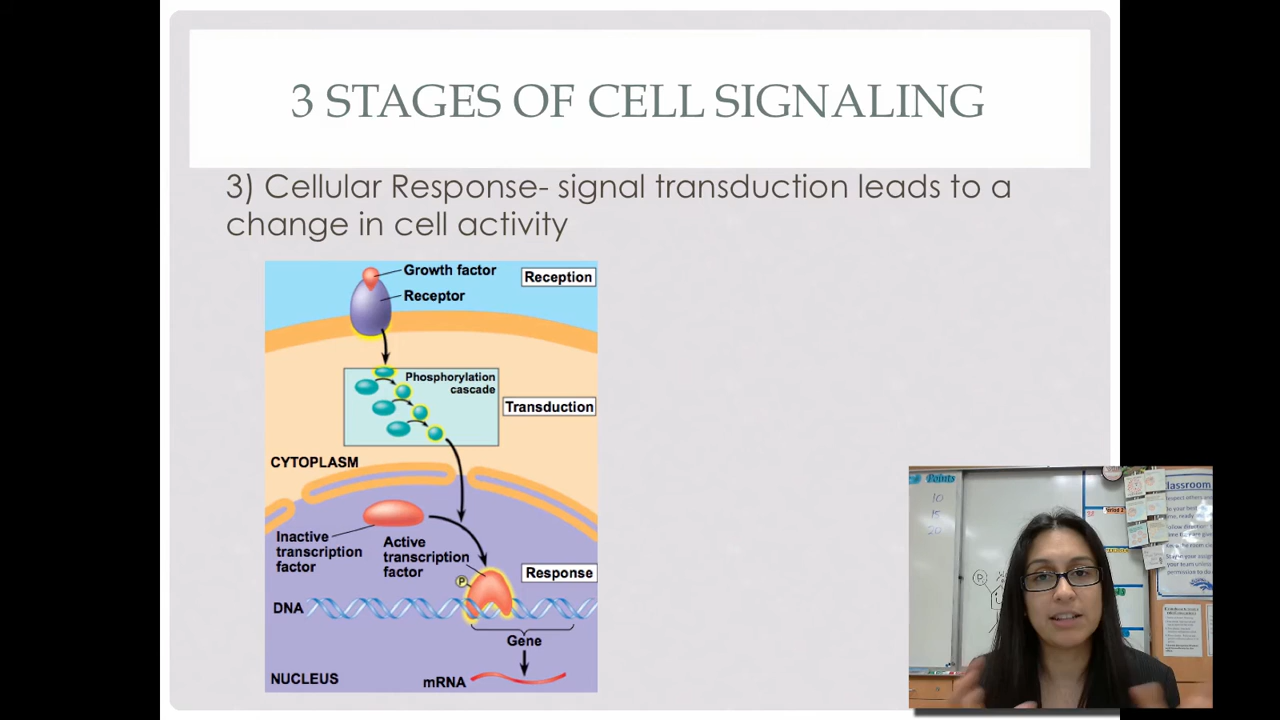 3 STAGES OF CELL SIGNALING
3) Cellular Response- signal transduction leads to a
change in cell activity
Growth factor
Reception
Receptor
Phosphorylation
cascade
Transduction
CYTOPLASM
Inactive
transcription
factor
Active
transcription
factor
P
Response
DNA
Gene
NUCLEUS
mRNA
Points
10
15
20
Period 2
P